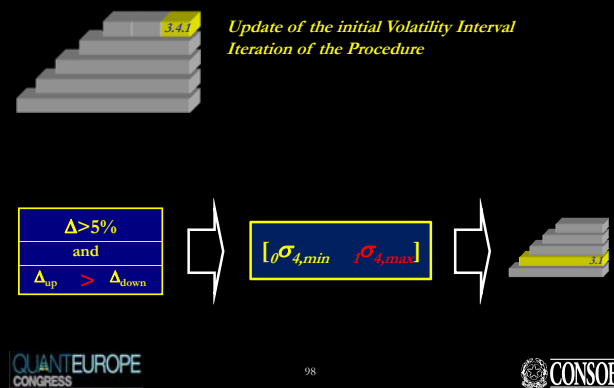 3.4.1
Update of the initial Volatility Interval
Iteration of the Procedure
Δ>5%
and
Δup > Δdown
[0σ4,min 1σ4,max]
3.1
QUANTEUROPE
CONGRESS
98
CONSOB